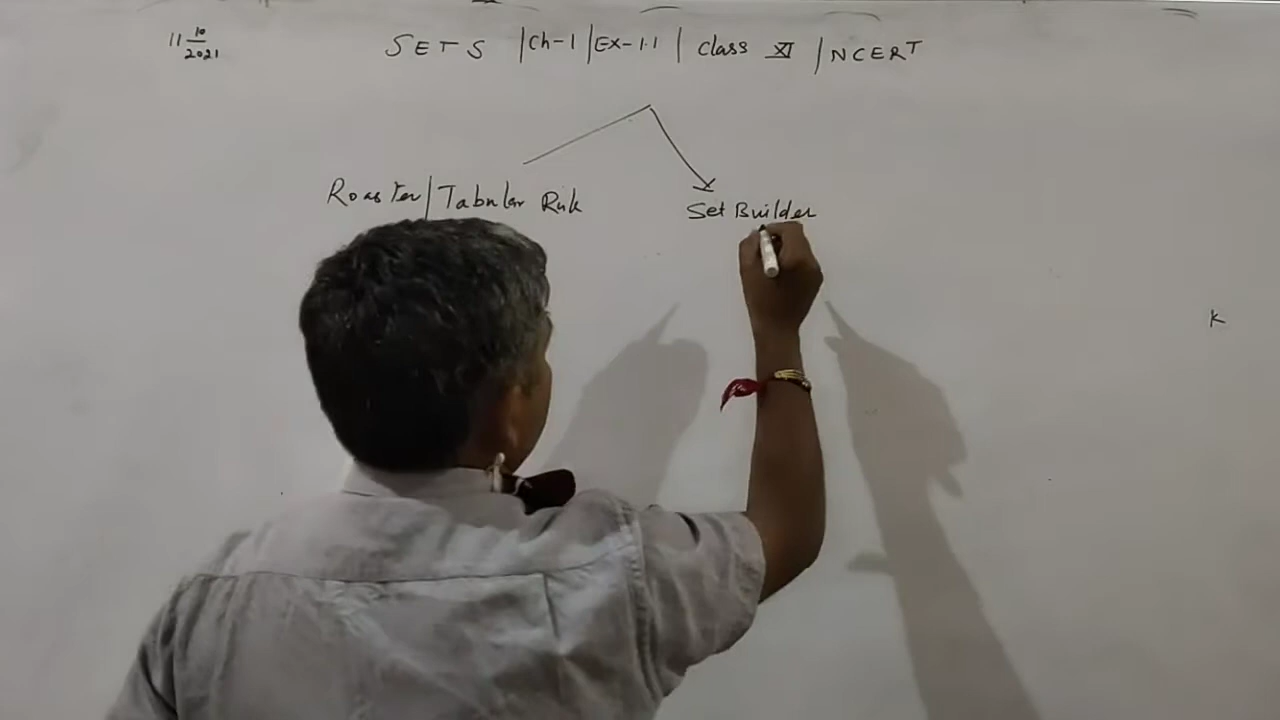 11 10
2021
SETS | Ch-1 | Ex-1.1 | Class XI | NCERT
Roaster/Tabular Rule
Set Builder
K